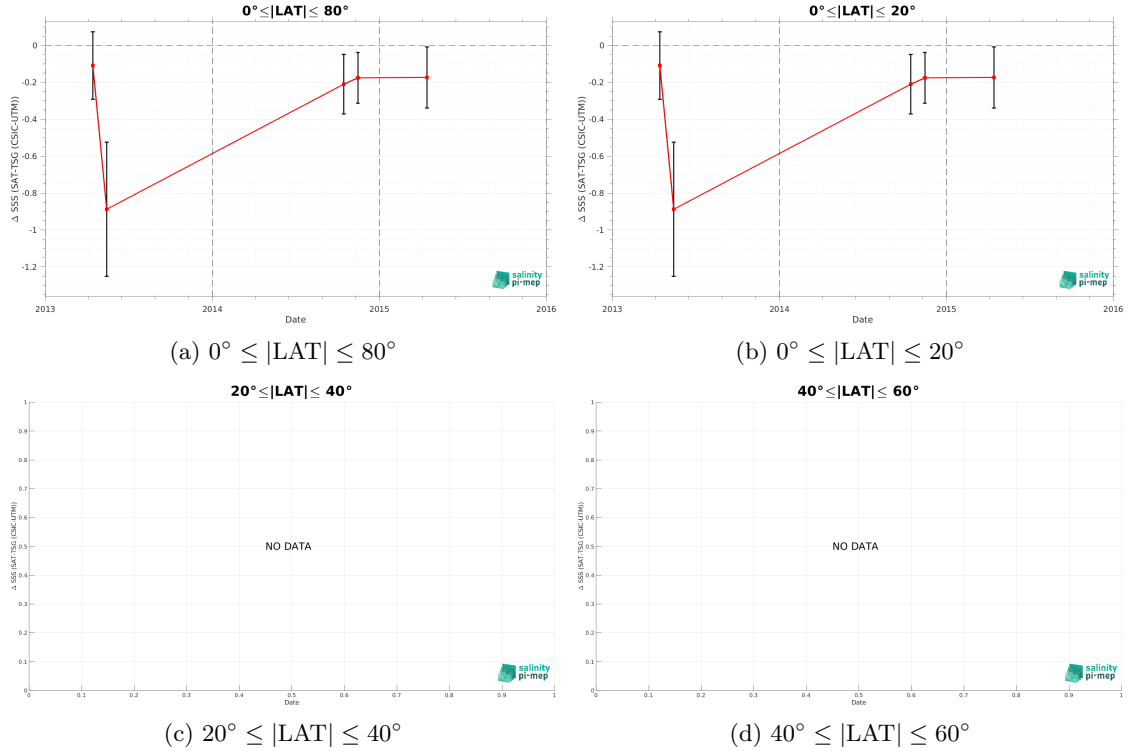 0°≤|LAT|≤ 80°
0
-0.2
-0.4
-0.6
-0.8
-1
-1.2
Δ SSS (SAT-TSG (CSIC-UTM))
2013
2014
2015
2016
Date
salinity
pi-mep
(a) 0° ≤ |LAT| ≤ 80°
0°≤|LAT|≤ 20°
0
-0.2
-0.4
-0.6
-0.8
-1
-1.2
Δ SSS (SAT-TSG (CSIC-UTM))
2013
2014
2015
2016
Date
salinity
pi-mep
(b) 0° ≤ |LAT| ≤ 20°
20°≤|LAT|≤ 40°
1
0.9
0.8
0.7
0.6
0.5
0.4
0.3
0.2
0.1
0
Δ SSS (SAT-TSG (CSIC-UTM))
NO DATA
0 0.1 0.2 0.3 0.4 0.5 0.6 0.7 0.8 0.9 1
Date
salinity
pi-mep
(c) 20° ≤ |LAT| ≤ 40°
40°≤|LAT|≤ 60°
1
0.9
0.8
0.7
0.6
0.5
0.4
0.3
0.2
0.1
0
Δ SSS (SAT-TSG (CSIC-UTM))
NO DATA
0 0.1 0.2 0.3 0.4 0.5 0.6 0.7 0.8 0.9 1
Date
salinity
pi-mep
(d) 40° ≤ |LAT| ≤ 60°